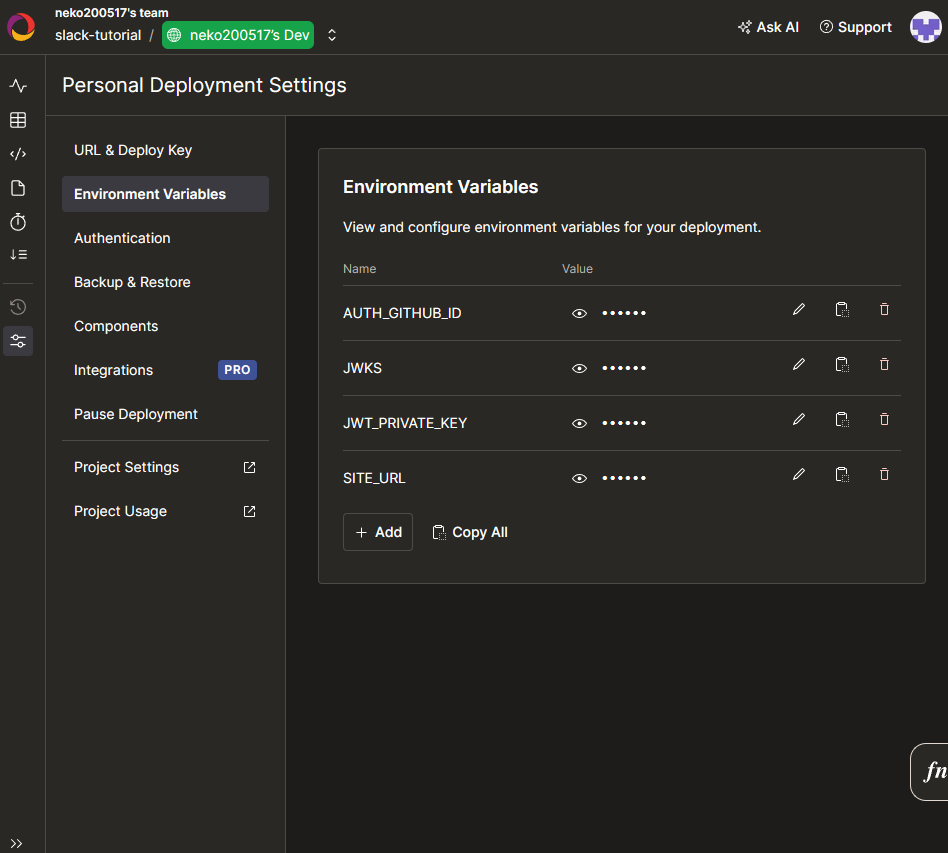 neko200517's team
slack-tutorial / neko200517's Dev
Ask AI
Support
Personal Deployment Settings
URL & Deploy Key
Environment Variables
Authentication
Backup & Restore
Components
Integrations PRO
Pause Deployment
Project Settings
Project Usage
Environment Variables
View and configure environment variables for your deployment.
Name Value
AUTH_GITHUB_ID ••••••
JWKS ••••••
JWT_PRIVATE_KEY ••••••
SITE_URL ••••••
+ Add Copy All
fn